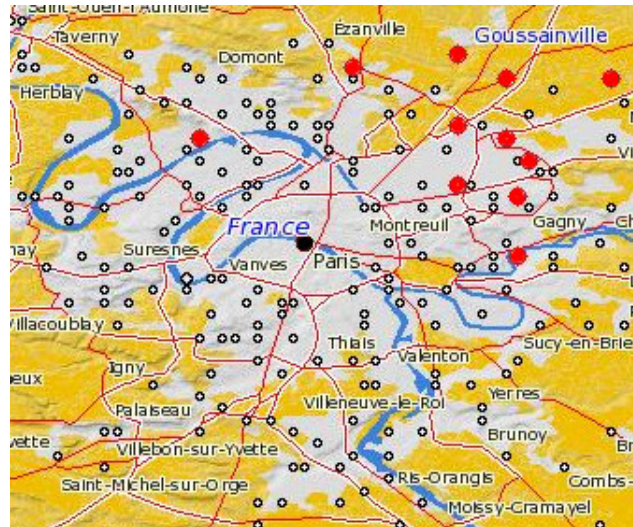 Saint-Ouen-l'Aumone
Taverny
Ézanville
Goussainville
Domont
Herblay
France
Montreuil
Gagny
Suresnes
Vanves
Paris
Villacoublay
Thiais
Sucy-en-Brie
Valenton
Igny
Yerres
Palaiseau
Villeneuve-le-Roi
Brunoy
Villebon-sur-Yvette
Saint-Michel-sur-Orge
Ris-Orangis
Combs-
Moissy-Cramayel